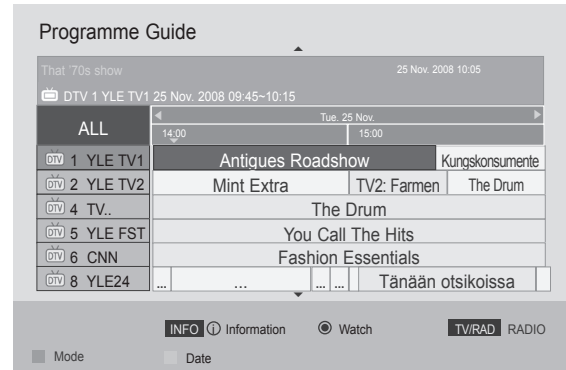 Programme Guide
That '70s show 25 Nov. 2008 10:05
DTV 1 YLE TV1 25 Nov. 2008 09:45~10:15
ALL
Tue. 25 Nov.
14:00 15:00
DTV 1 YLE TV1 Antigues Roadshow Kungskonsumente
DTV 2 YLE TV2 Mint Extra TV2: Farmen The Drum
DTV 4 TV.. The Drum
DTV 5 YLE FST You Call The Hits
DTV 6 CNN Fashion Essentials
DTV 8 YLE24 ... ... ... ... Tänään otsikoissa
INFO ⓘ Information ◉ Watch TV/RAD RADIO
Mode Date